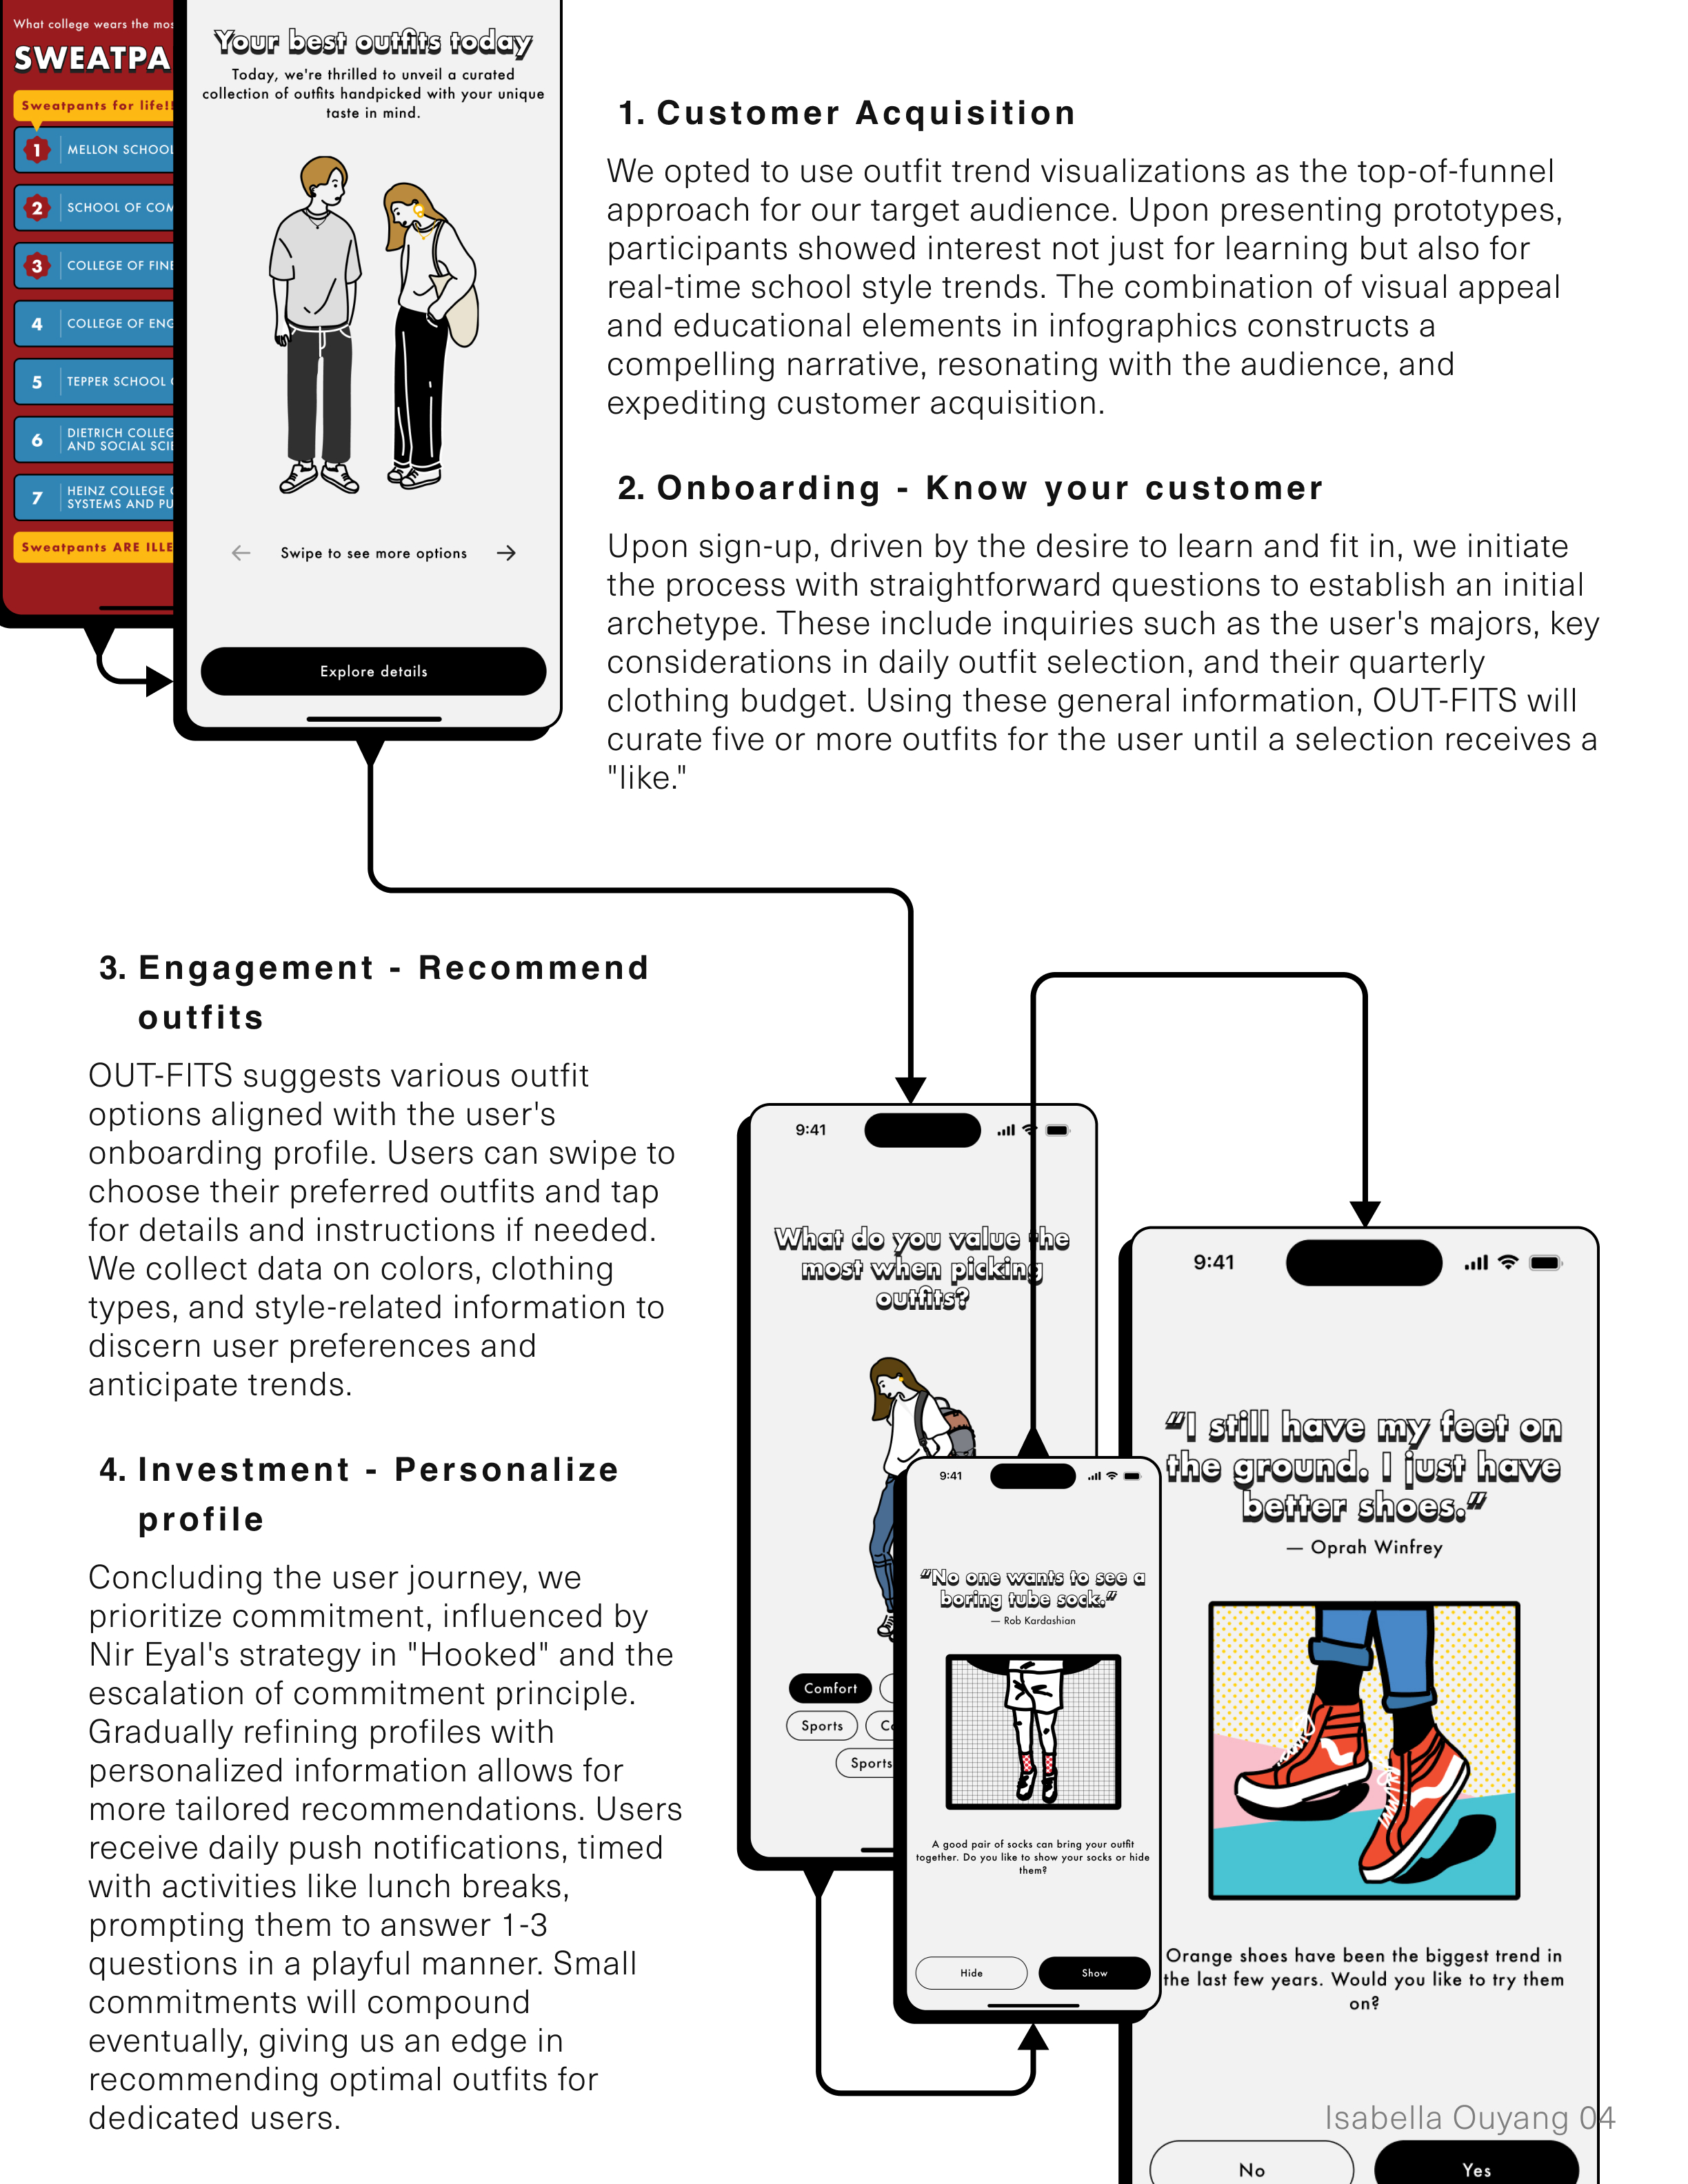 What college wears the mos
SWEATPA
Sweatpants for life!!
1 MELLON SCHOOL
2 SCHOOL OF COM
3 COLLEGE OF FINE
4 COLLEGE OF ENG
5 TEPPER SCHOOL
6 DIETRICH COLLEG
AND SOCIAL SCIE
7 HEINZ COLLEGE
SYSTEMS AND PU
Sweatpants ARE ILLE
Your best outfits today
Today, we're thrilled to unveil a curated
collection of outfits handpicked with your unique
taste in mind.
Swipe to see more options
Explore details
1. Customer Acquisition
We opted to use outfit trend visualizations as the top-of-funnel
approach for our target audience. Upon presenting prototypes,
participants showed interest not just for learning but also for
real-time school style trends. The combination of visual appeal
and educational elements in infographics constructs a
compelling narrative, resonating with the audience, and
expediting customer acquisition.
2. Onboarding - Know your customer
Upon sign-up, driven by the desire to learn and fit in, we initiate
the process with straightforward questions to establish an initial
archetype. These include inquiries such as the user's majors, key
considerations in daily outfit selection, and their quarterly
clothing budget. Using these general information, OUT-FITS will
curate five or more outfits for the user until a selection receives a
"like."
3. Engagement - Recommend
outfits
OUT-FITS suggests various outfit
options aligned with the user's
onboarding profile. Users can swipe to
choose their preferred outfits and tap
for details and instructions if needed.
We collect data on colors, clothing
types, and style-related information to
discern user preferences and
anticipate trends.
4. Investment - Personalize
profile
Concluding the user journey, we
prioritize commitment, influenced by
Nir Eyal's strategy in "Hooked" and the
escalation of commitment principle.
Gradually refining profiles with
personalized information allows for
more tailored recommendations. Users
receive daily push notifications, timed
with activities like lunch breaks,
prompting them to answer 1-3
questions in a playful manner. Small
commitments will compound
eventually, giving us an edge in
recommending optimal outfits for
dedicated users.
9:41
What do you value the
most when picking
outfits?
Comfort
Sports Co
Sports
9:41
“No one wants to see a
boring tube sock.”
— Rob Kardashian
A good pair of socks can bring your outfit
together. Do you like to show your socks or hide
them?
Hide Show
9:41
“I still have my feet on
the ground. I just have
better shoes.”
— Oprah Winfrey
Orange shoes have been the biggest trend in
the last few years. Would you like to try them
on?
No Yes
Isabella Ouyang 04